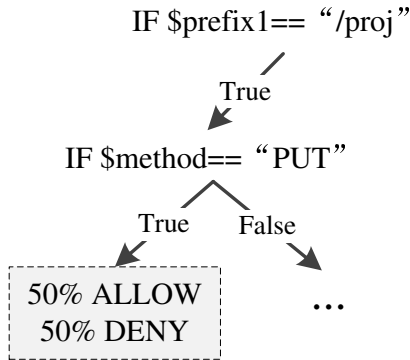 IF $prefix1== “/proj”
True
IF $method== “PUT”
True False
50% ALLOW
50% DENY
...